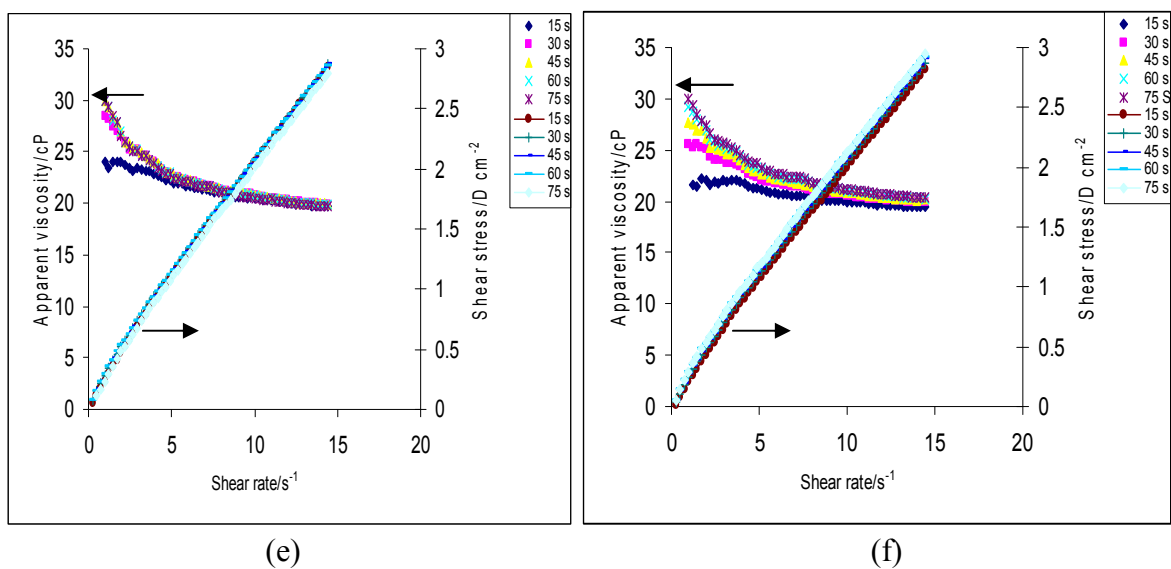 15 s
30 s
45 s
60 s
75 s
15 s
30 s
45 s
60 s
75 s
35
30
25
20
15
10
5
0
Apparent viscosity/cP
3
2.5
2
1.5
1
0.5
0
Shear stress/D cm⁻²
0 5 10 15 20
Shear rate/s⁻¹
(e)
15 s
30 s
45 s
60 s
75 s
15 s
30 s
45 s
60 s
75 s
35
30
25
20
15
10
5
0
Apparent viscosity/cP
3
2.5
2
1.5
1
0.5
0
Shear stress/D cm⁻²
0 5 10 15 20
Shear rate/s⁻¹
(f)